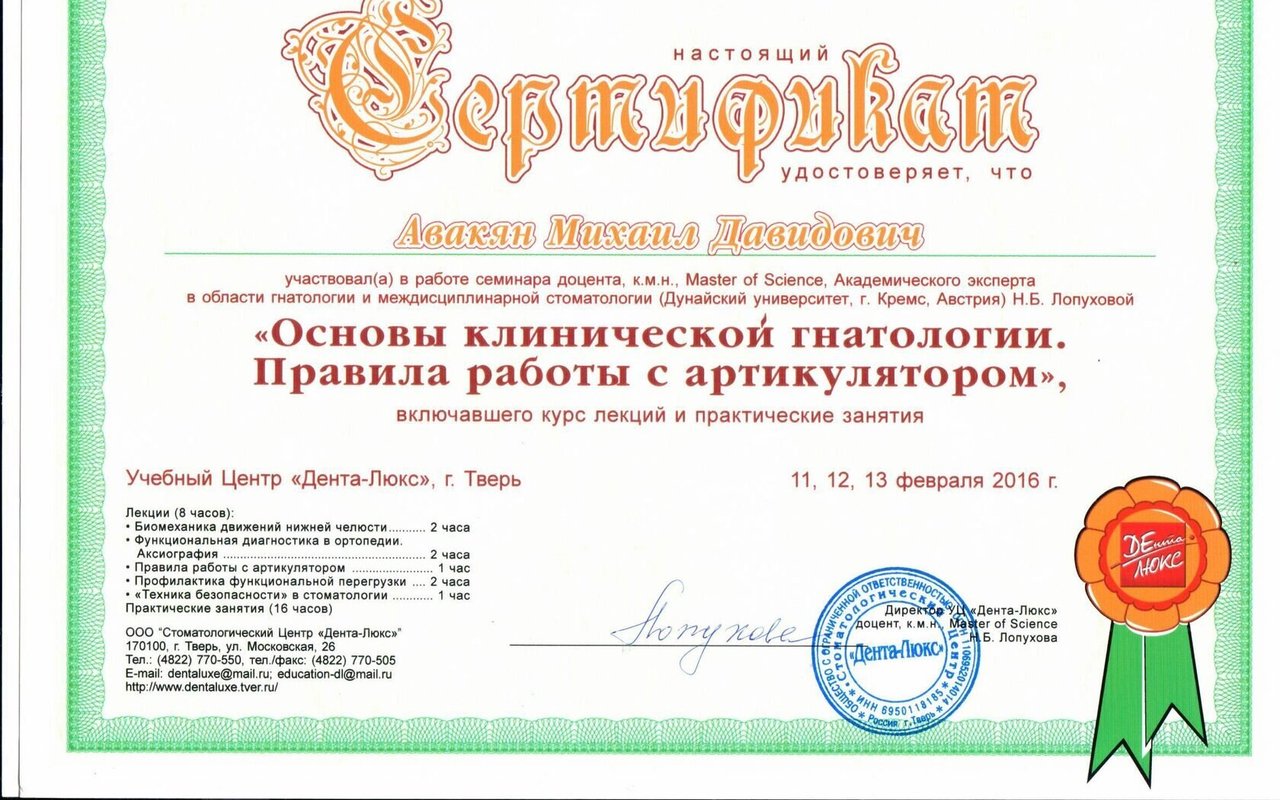 настоящий
Сертификат
удостоверяет, что
Авакян Михаил Давидович
участвовал(а) в работе семинара доцента, к.м.н., Master of Science, Академического эксперта
в области гнатологии и междисциплинарной стоматологии (Дунайский университет, г. Кремс, Австрия) Н.Б. Лопуховой
«Основы клинической гнатологии.
Правила работы с артикулятором»,
включавшего курс лекций и практические занятия
Учебный Центр «Дента-Люкс», г. Тверь
11, 12, 13 февраля 2016 г.
Лекции (8 часов):
• Биомеханика движений нижней челюсти........... 2 часа
• Функциональная диагностика в ортопедии.
Аксиография ............................................................ 2 часа
• Правила работы с артикулятором ........................ 1 час
• Профилактика функциональной перегрузки .... 2 часа
• «Техника безопасности» в стоматологии ............ 1 час
Практические занятия (16 часов)
ООО "Стоматологический Центр «Дента-Люкс»"
170100, г. Тверь, ул. Московская, 26
Тел.: (4822) 770-550, тел./факс: (4822) 770-505
E-mail: dentaluxe@mail.ru; education-dl@mail.ru
http://www.dentaluxe.tver.ru/
Лопухова
Директор УЦ «Дента-Люкс»
доцент, к.м.н., Master of Science
Н.Б. Лопухова
ОБЩЕСТВО С ОГРАНИЧЕННОЙ ОТВЕТСТВЕННОСТЬЮ * ОГРН 1069952014014
Стоматологический Центр
«Дента-Люкс»
* ИНН 6950118185 *
* Россия, г. Тверь *
ДЕнта
ЛЮКС